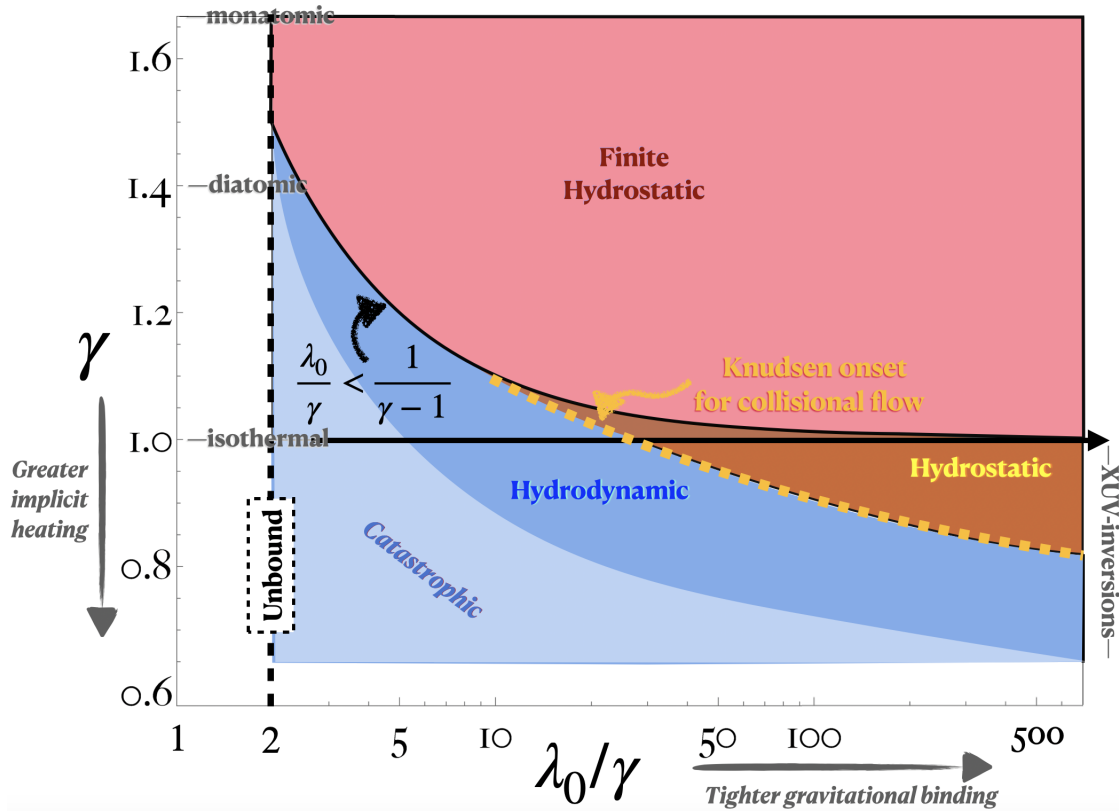 —monatomic
1.6
Finite
Hydrostatic
1.4
—diatomic
1.2
γ
λ₀/γ < 1/(γ − 1)
Knudsen onset
for collisional flow
1.0
—isothermal
Greater
implicit
heating
Hydrostatic
Hydrodynamic
—XUV-inversions—
Catastrophic
Unbound
0.8
0.6
1 2 5 10 50 100 500
λ₀/γ
Tighter gravitational binding